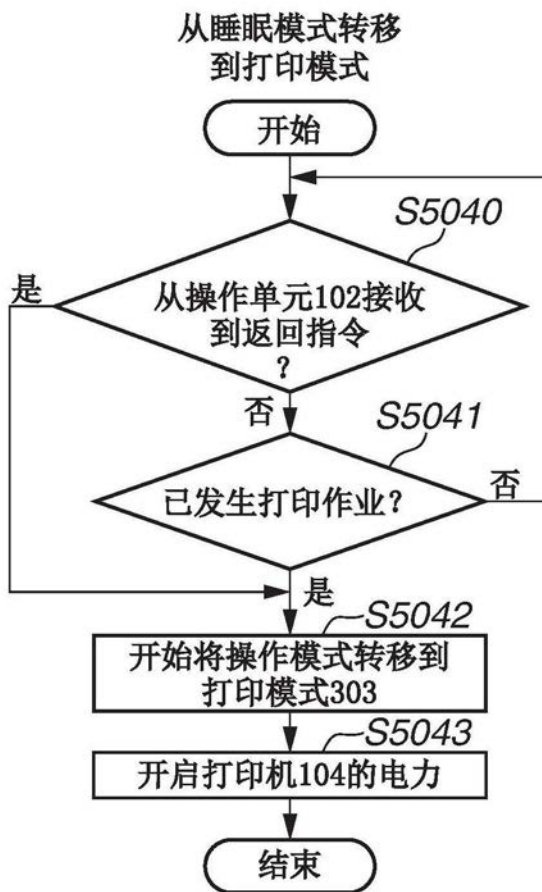 从睡眠模式转移
到打印模式
开始
S5040
是
从操作单元102接收
到返回指令
？
否
S5041
已发生打印作业？
否
是
S5042
开始将操作模式转移到
打印模式303
S5043
开启打印机104的电力
结束